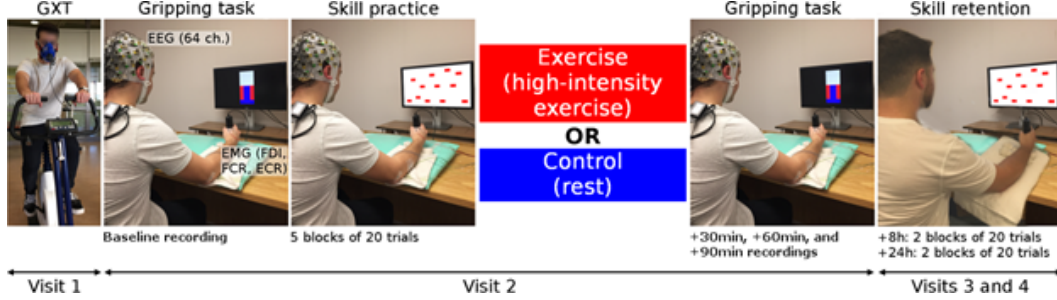 GXT
Gripping task
Skill practice
Gripping task
Skill retention
EEG (64 ch.)
EMG (FDI,
FCR, ECR)
Exercise
(high-intensity
exercise)
OR
Control
(rest)
Baseline recording
5 blocks of 20 trials
+30min, +60min, and
+90min recordings
+8h: 2 blocks of 20 trials
+24h: 2 blocks of 20 trials
Visit 1
Visit 2
Visits 3 and 4